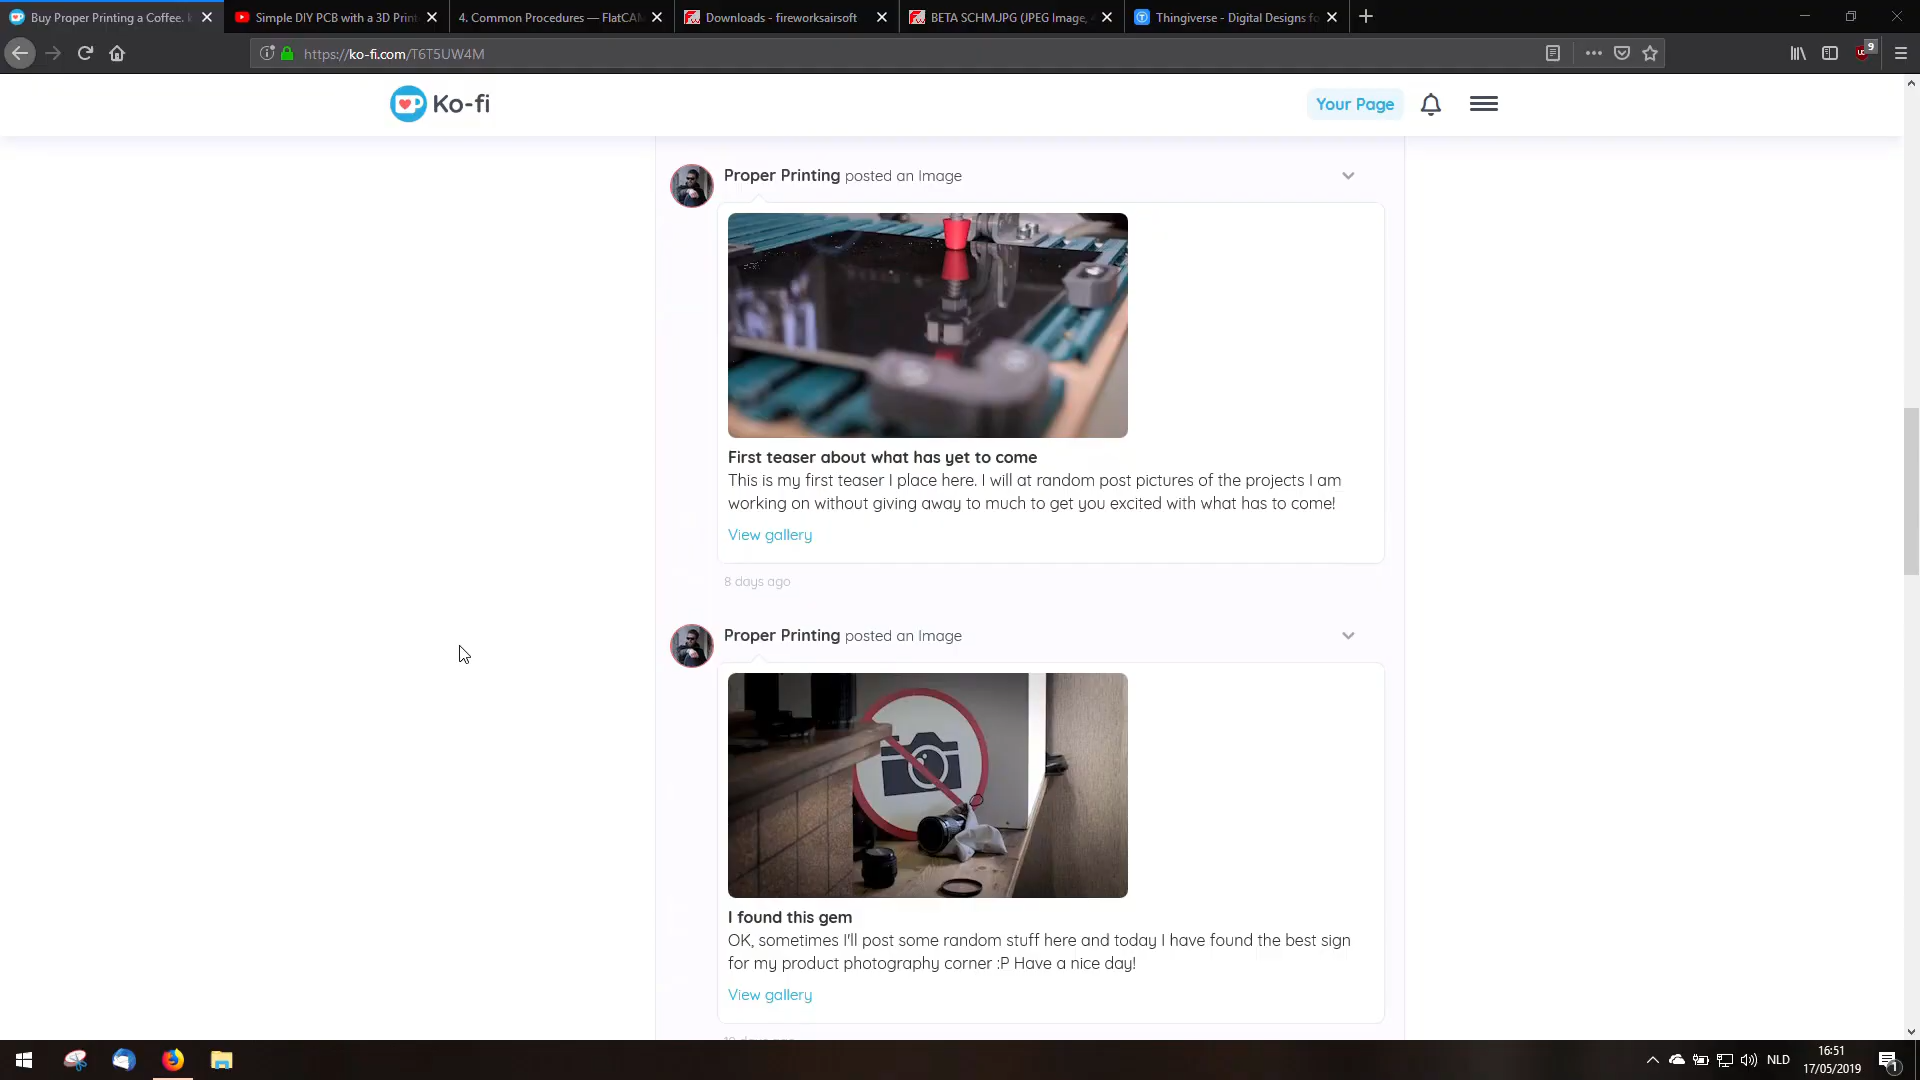 Buy Proper Printing a Coffee.
Simple DIY PCB with a 3D Print
4. Common Procedures — FlatCAM
Downloads - fireworksairsoft
BETA SCHM.JPG (JPEG Image,
Thingiverse - Digital Designs fo
https://ko-fi.com/T6T5UW4M
9
Ko-fi
Your Page
Proper Printing posted an Image
First teaser about what has yet to come
This is my first teaser I place here. I will at random post pictures of the projects I am
working on without giving away to much to get you excited with what has to come!
View gallery
8 days ago
Proper Printing posted an Image
I found this gem
OK, sometimes I'll post some random stuff here and today I have found the best sign
for my product photography corner :P Have a nice day!
View gallery
NLD
16:51
17/05/2019
1